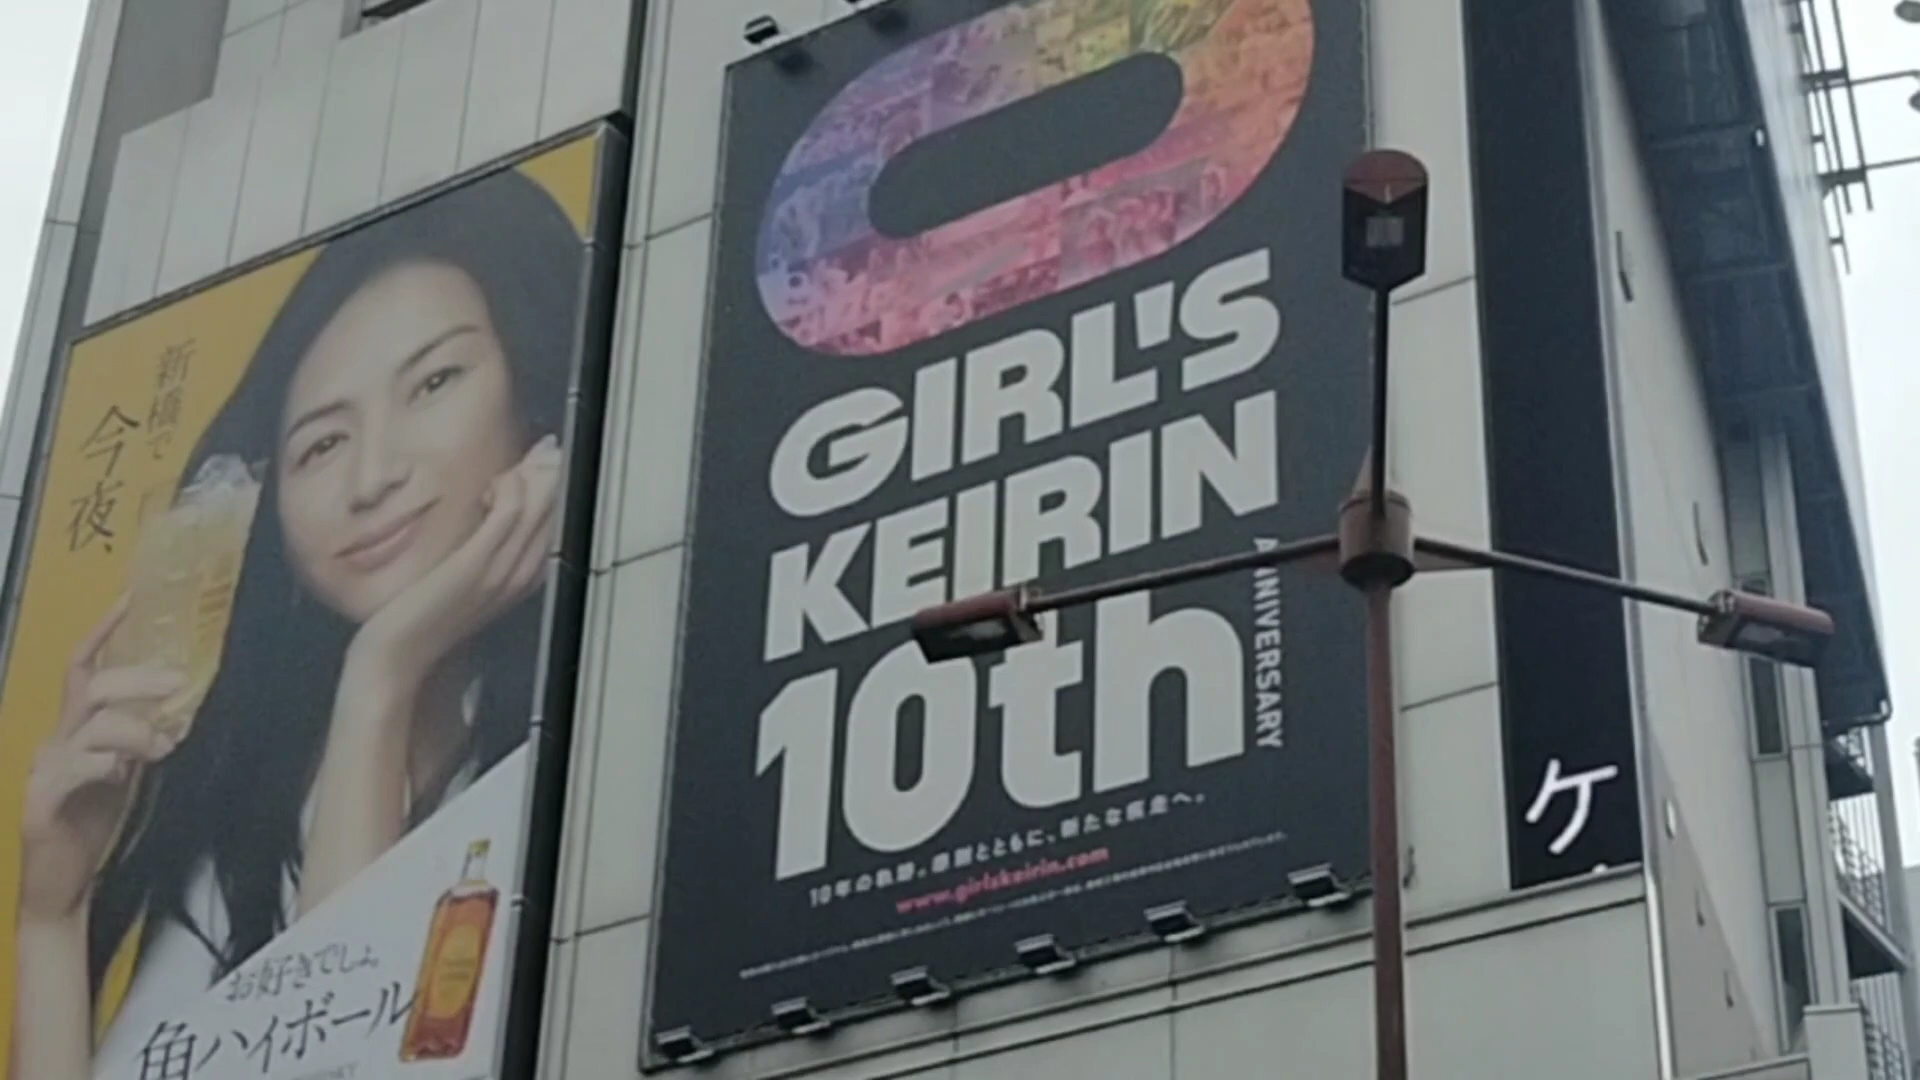 新橋で
今夜、
お好きでしょ
角ハイボール
GIRL'S
KEIRIN
10th
ANNIVERSARY
10年の軌跡。感謝とともに、新たな疾走へ。
www.girlskeirin.com
ケ